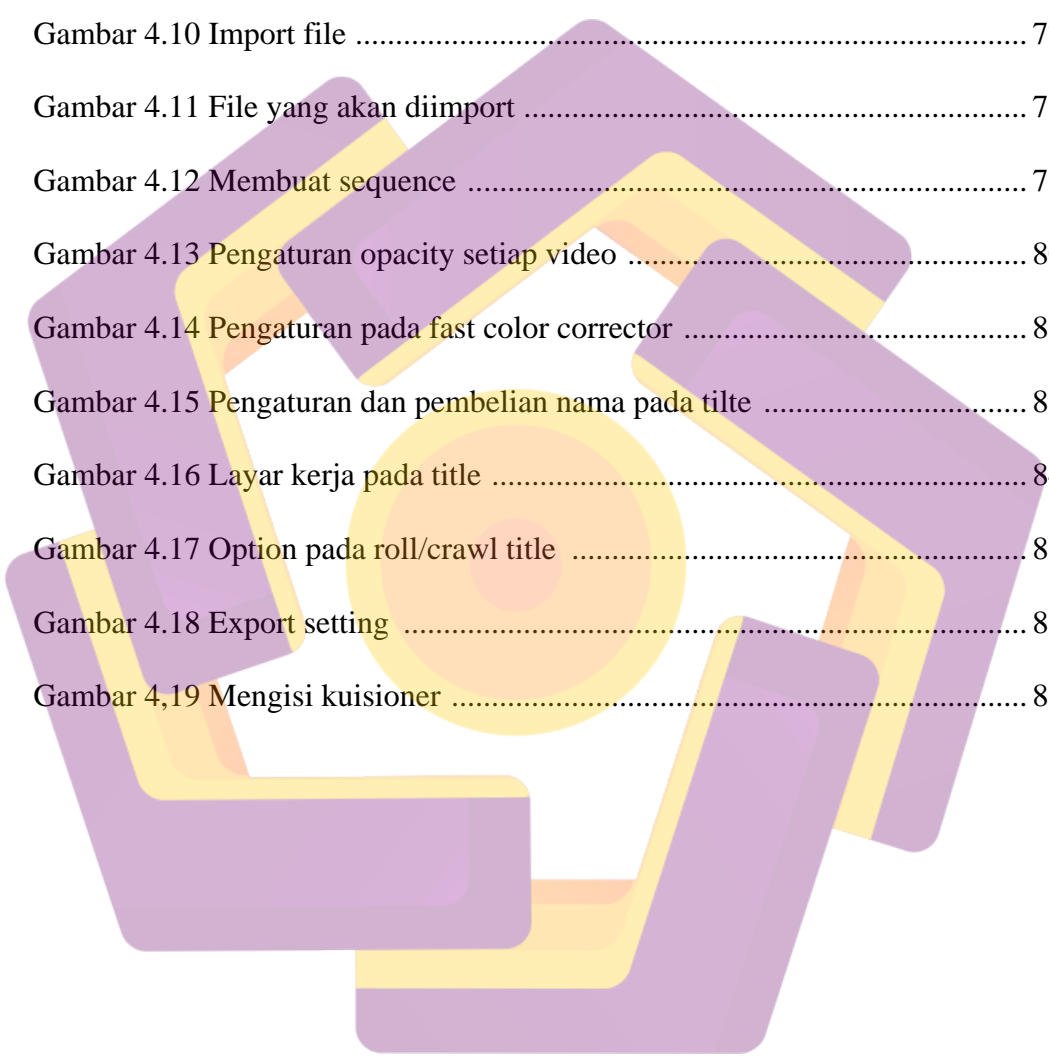 Gambar 4.10 Import file ........................................................................................ 7
Gambar 4.11 File yang akan diimport .................................................................. 7
Gambar 4.12 Membuat sequence ......................................................................... 7
Gambar 4.13 Pengaturan opacity setiap video .................................................... 8
Gambar 4.14 Pengaturan pada fast color corrector ............................................. 8
Gambar 4.15 Pengaturan dan pembelian nama pada tilte ................................... 8
Gambar 4.16 Layar kerja pada title ...................................................................... 8
Gambar 4.17 Option pada roll/crawl title ............................................................ 8
Gambar 4.18 Export setting .................................................................................. 8
Gambar 4,19 Mengisi kuisioner ........................................................................... 8